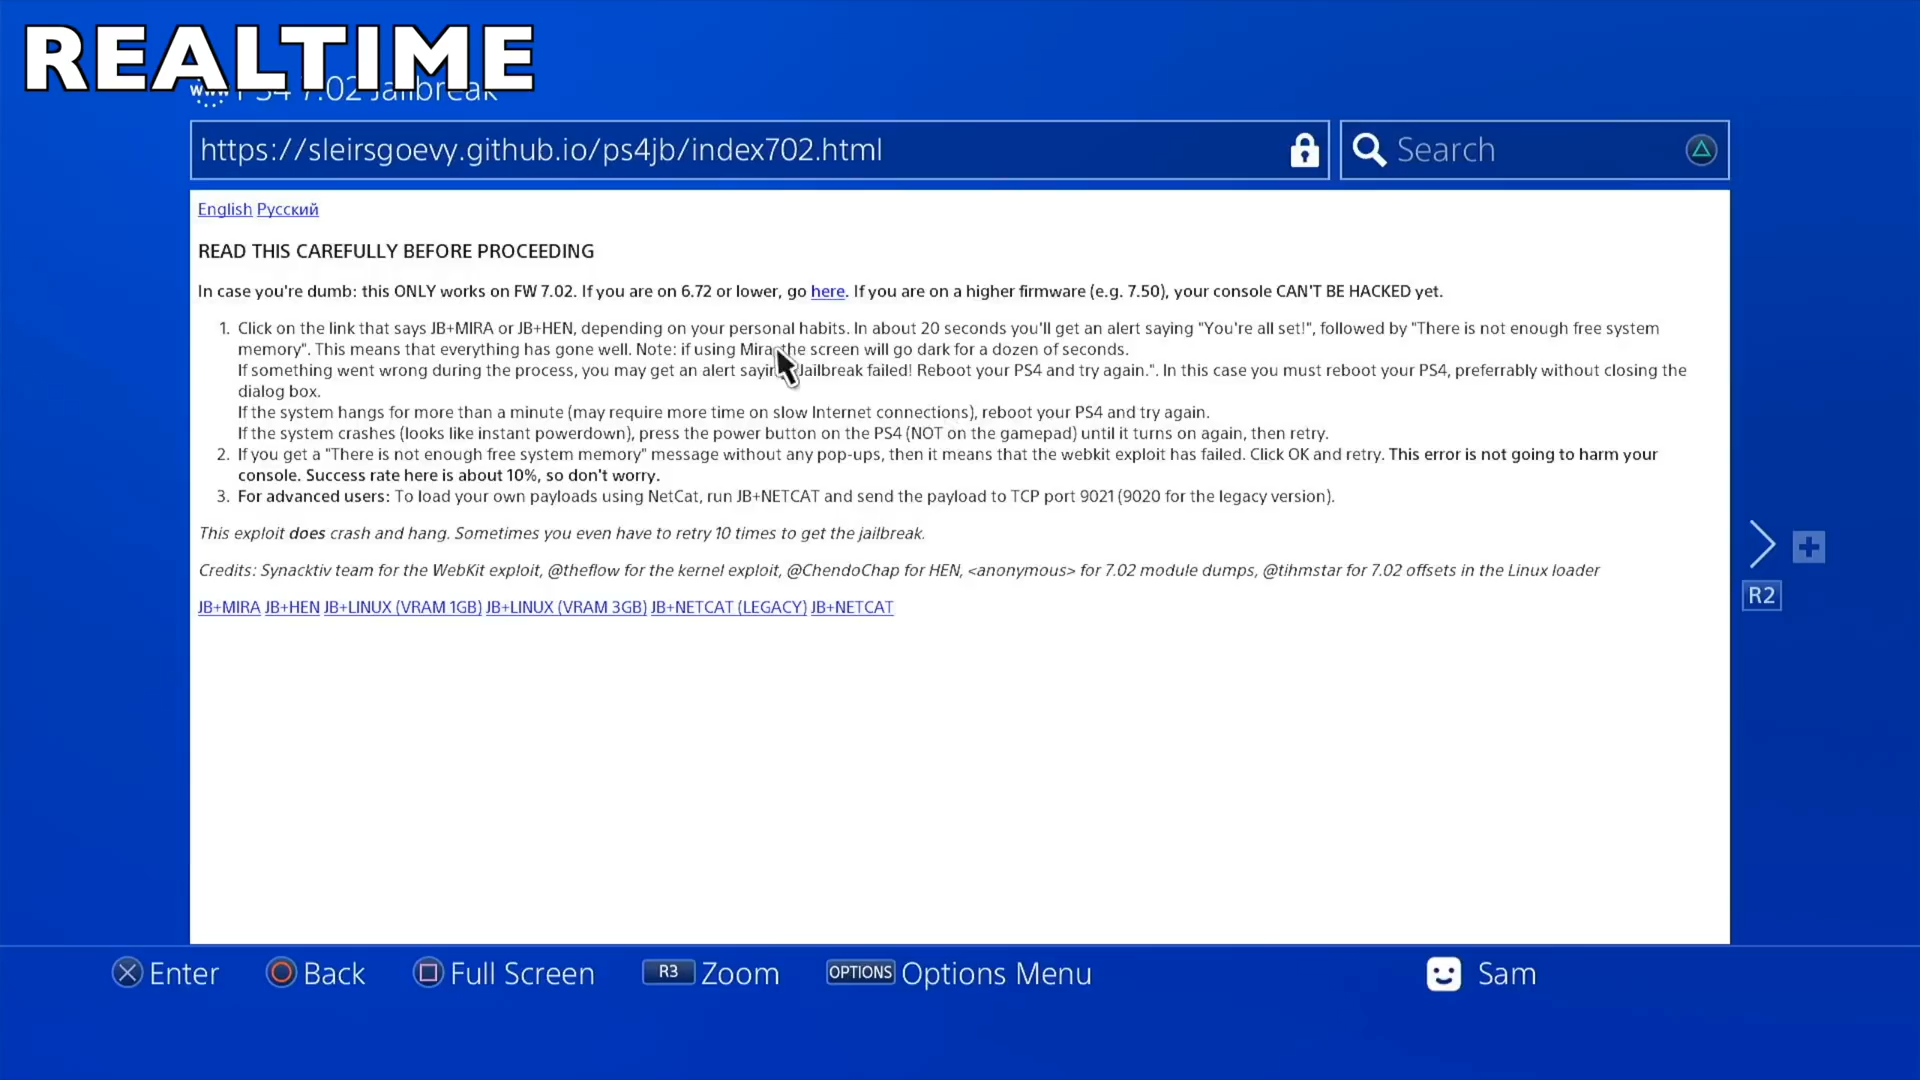 REALTIME
www PS4 7.02 Jailbreak
https://sleirsgoevy.github.io/ps4jb/index702.html
Search
English Русский
READ THIS CAREFULLY BEFORE PROCEEDING
In case you're dumb: this ONLY works on FW 7.02. If you are on 6.72 or lower, go here. If you are on a higher firmware (e.g. 7.50), your console CAN'T BE HACKED yet.
1. Click on the link that says JB+MIRA or JB+HEN, depending on your personal habits. In about 20 seconds you'll get an alert saying "You're all set!", followed by "There is not enough free system
memory". This means that everything has gone well. Note: if using Mira, the screen will go dark for a dozen of seconds.
If something went wrong during the process, you may get an alert saying "Jailbreak failed! Reboot your PS4 and try again.". In this case you must reboot your PS4, preferrably without closing the
dialog box.
If the system hangs for more than a minute (may require more time on slow Internet connections), reboot your PS4 and try again.
If the system crashes (looks like instant powerdown), press the power button on the PS4 (NOT on the gamepad) until it turns on again, then retry.
2. If you get a "There is not enough free system memory" message without any pop-ups, then it means that the webkit exploit has failed. Click OK and retry. This error is not going to harm your
console. Success rate here is about 10%, so don't worry.
3. For advanced users: To load your own payloads using NetCat, run JB+NETCAT and send the payload to TCP port 9021 (9020 for the legacy version).
This exploit does crash and hang. Sometimes you even have to retry 10 times to get the jailbreak.
Credits: Synacktiv team for the WebKit exploit, @theflow for the kernel exploit, @ChendoChap for HEN, <anonymous> for 7.02 module dumps, @tihmstar for 7.02 offsets in the Linux loader
JB+MIRA JB+HEN JB+LINUX (VRAM 1GB) JB+LINUX (VRAM 3GB) JB+NETCAT (LEGACY) JB+NETCAT
R2
Enter Back Full Screen R3 Zoom OPTIONS Options Menu Sam